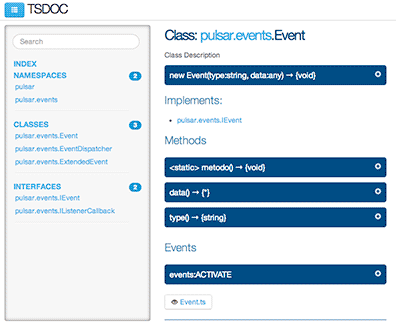 TSDOC
Search
INDEX
NAMESPACES 2
pulsar
pulsar.events
CLASSES 3
pulsar.events.Event
pulsar.events.EventDispatcher
pulsar.events.ExtendedEvent
INTERFACES 2
pulsar.events.IEvent
pulsar.events.IListenerCallback
Class: pulsar.events.Event
Class Description
new Event(type:string, data:any) → {void}
Implements:
pulsar.events.IEvent
Methods
<static> metodo() → {void}
data() → {*}
type() → {string}
Events
events:ACTIVATE
Event.ts